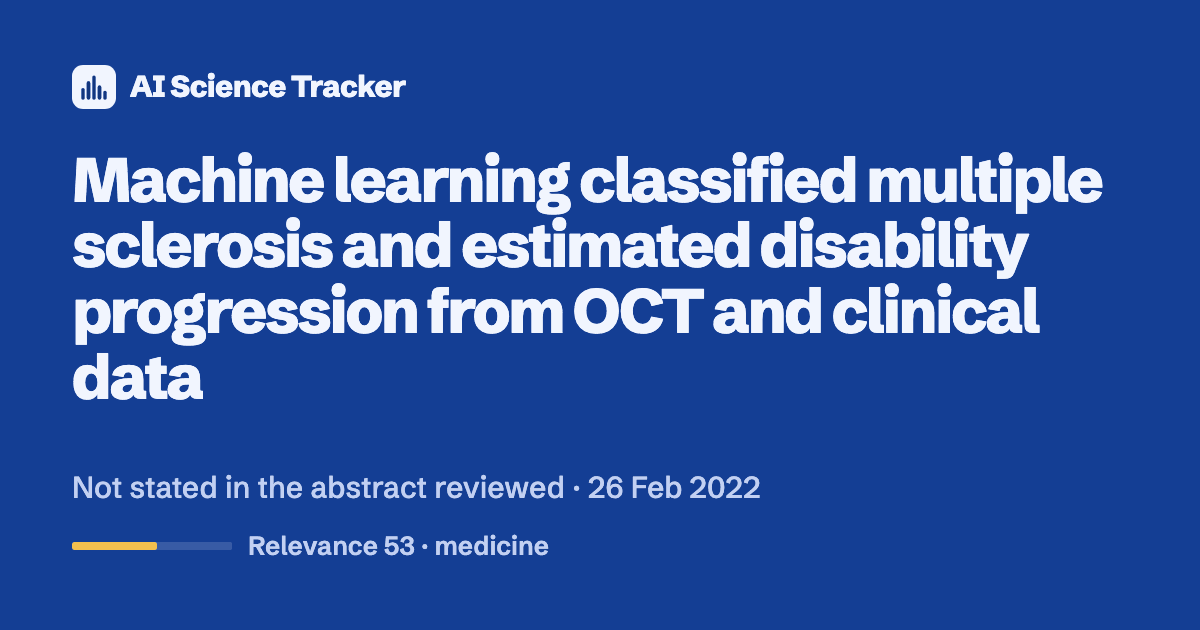 AI Science Tracker
Machine learning classified multiple
sclerosis and estimated disability
progression from OCT and clinical
data
Not stated in the abstract reviewed · 26 Feb 2022
Relevance 53 · medicine